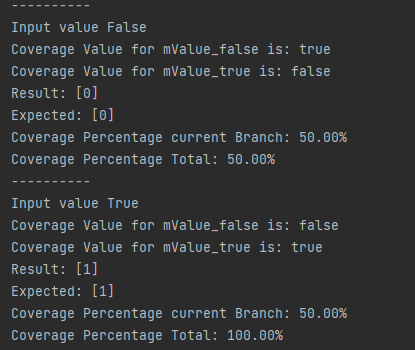 ----------
Input value False
Coverage Value for mValue_false is: true
Coverage Value for mValue_true is: false
Result: [0]
Expected: [0]
Coverage Percentage current Branch: 50.00%
Coverage Percentage Total: 50.00%
----------
Input value True
Coverage Value for mValue_false is: false
Coverage Value for mValue_true is: true
Result: [1]
Expected: [1]
Coverage Percentage current Branch: 50.00%
Coverage Percentage Total: 100.00%